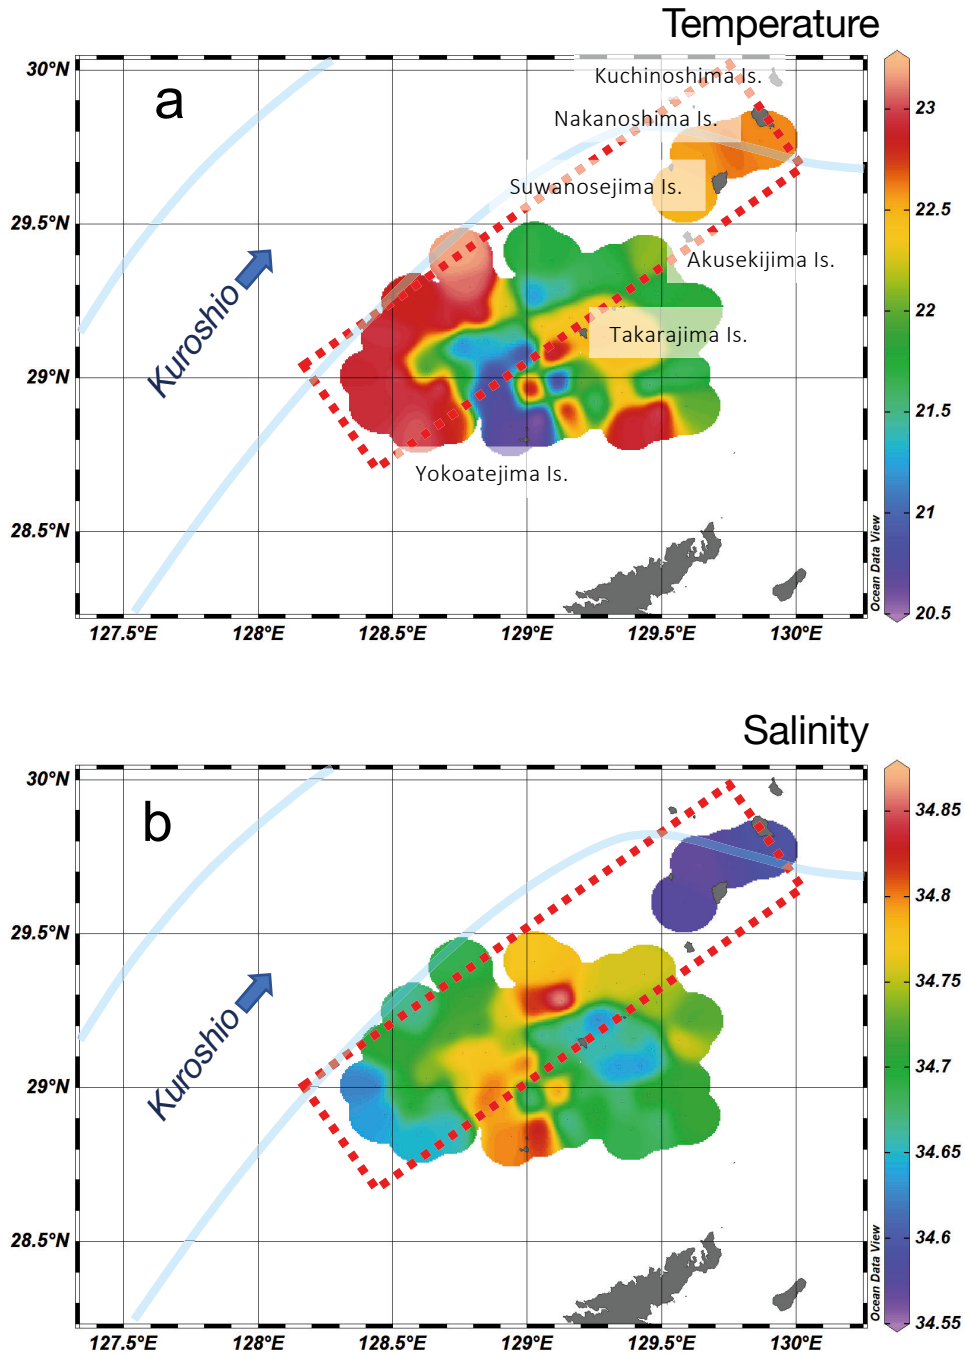 Temperature
a
30°N
29.5°N
29°N
28.5°N
Kuchinoshima Is.
Nakanoshima Is.
Suwanosejima Is.
Akusekijima Is.
Takarajima Is.
Yokoatejima Is.
Kuroshio
127.5°E
128°E
128.5°E
129°E
129.5°E
130°E
Ocean Data View
23
22.5
22
21.5
21
20.5
Salinity
b
30°N
29.5°N
29°N
28.5°N
Kuroshio
127.5°E
128°E
128.5°E
129°E
129.5°E
130°E
Ocean Data View
34.85
34.8
34.75
34.7
34.65
34.6
34.55